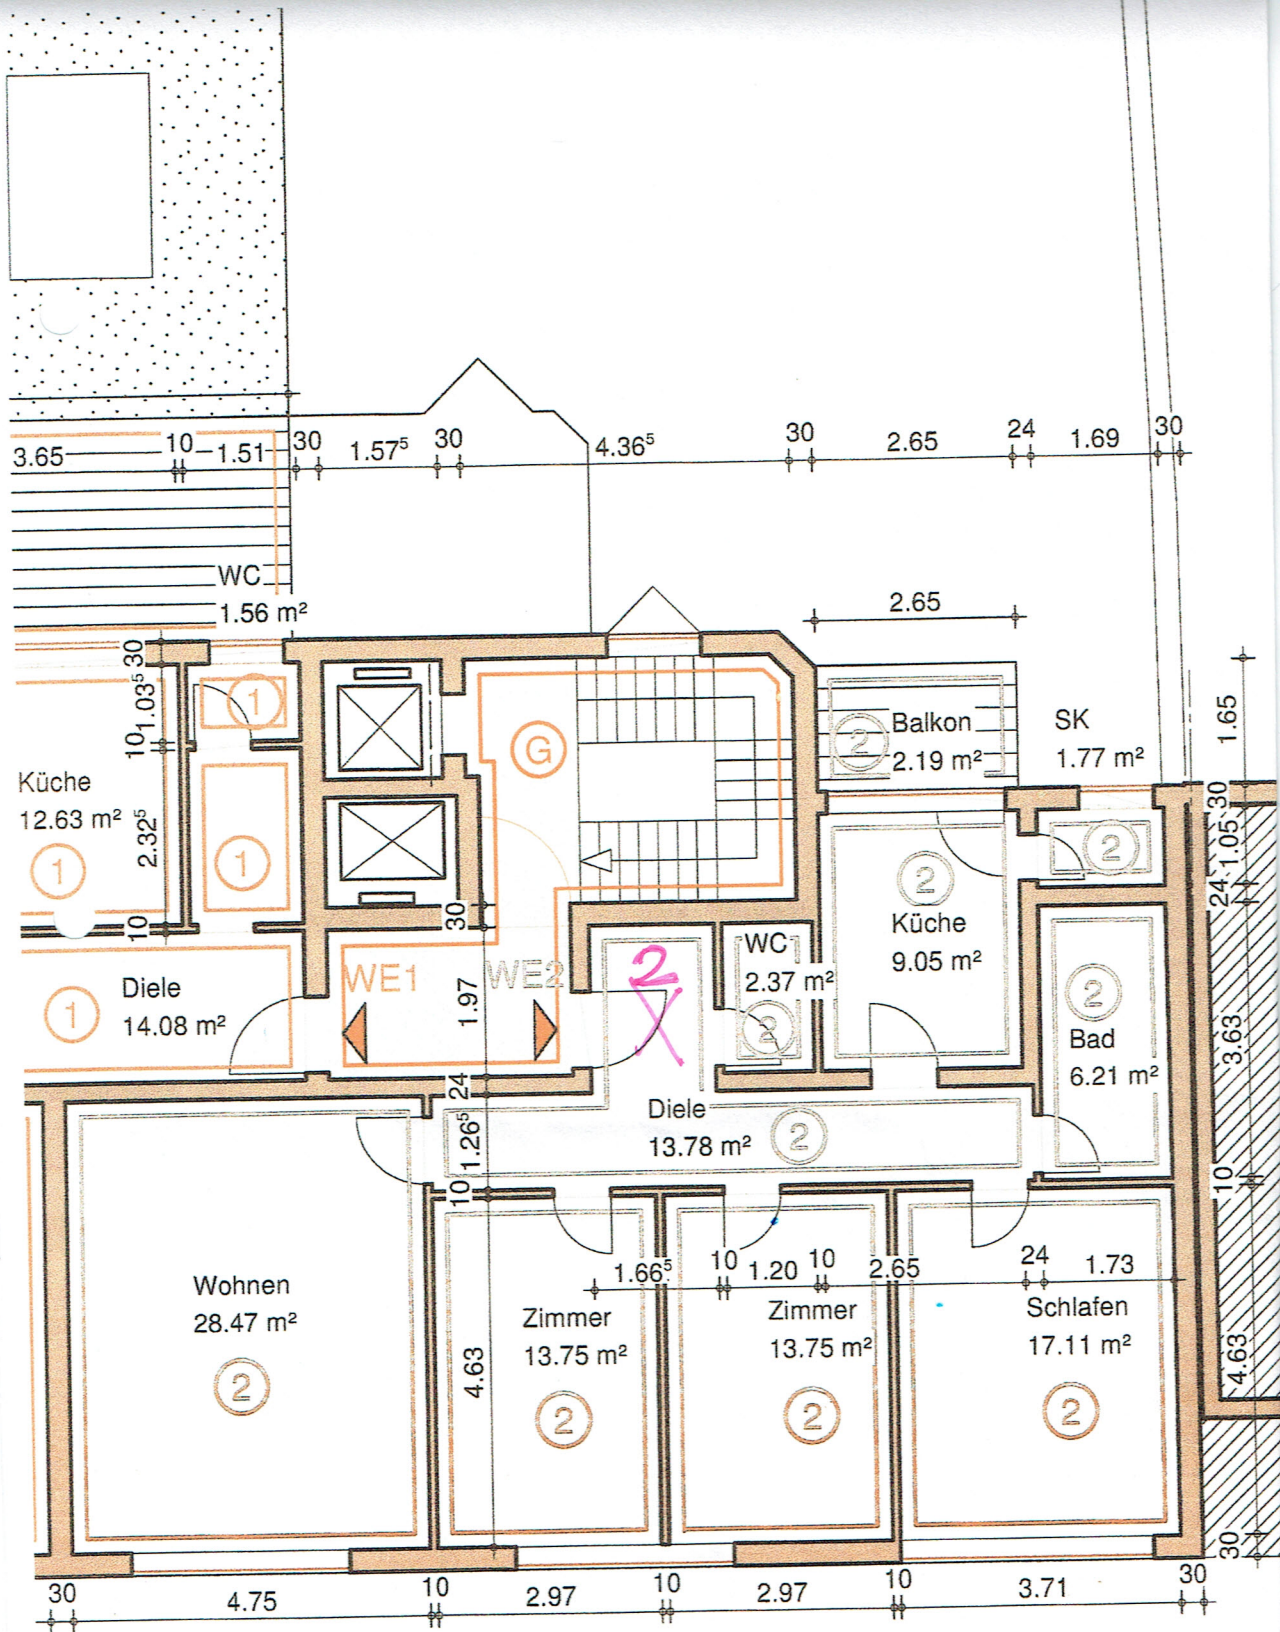 3.65
10
1.51
30
1.57⁵
30
4.36⁵
30
2.65
24
1.69
30
WC
1.56 m²
2.65
30
1.03⁵
10
2.32⁵
10
Küche
12.63 m²
1
1
1
G
2
Balkon
2.19 m²
SK
1.77 m²
2
1.65
30
1.05
24
3.63
10
4.63
30
2
Küche
9.05 m²
2
Bad
6.21 m²
1
Diele
14.08 m²
WE1
WE2
30
1.97
24
1.26⁵
10
4.63
2
X
WC
2.37 m²
2
Diele
13.78 m²
2
1.66⁵
10
1.20
10
2.65
24
1.73
Wohnen
28.47 m²
2
Zimmer
13.75 m²
2
Zimmer
13.75 m²
2
Schlafen
17.11 m²
2
30
4.75
10
2.97
10
2.97
10
3.71
30